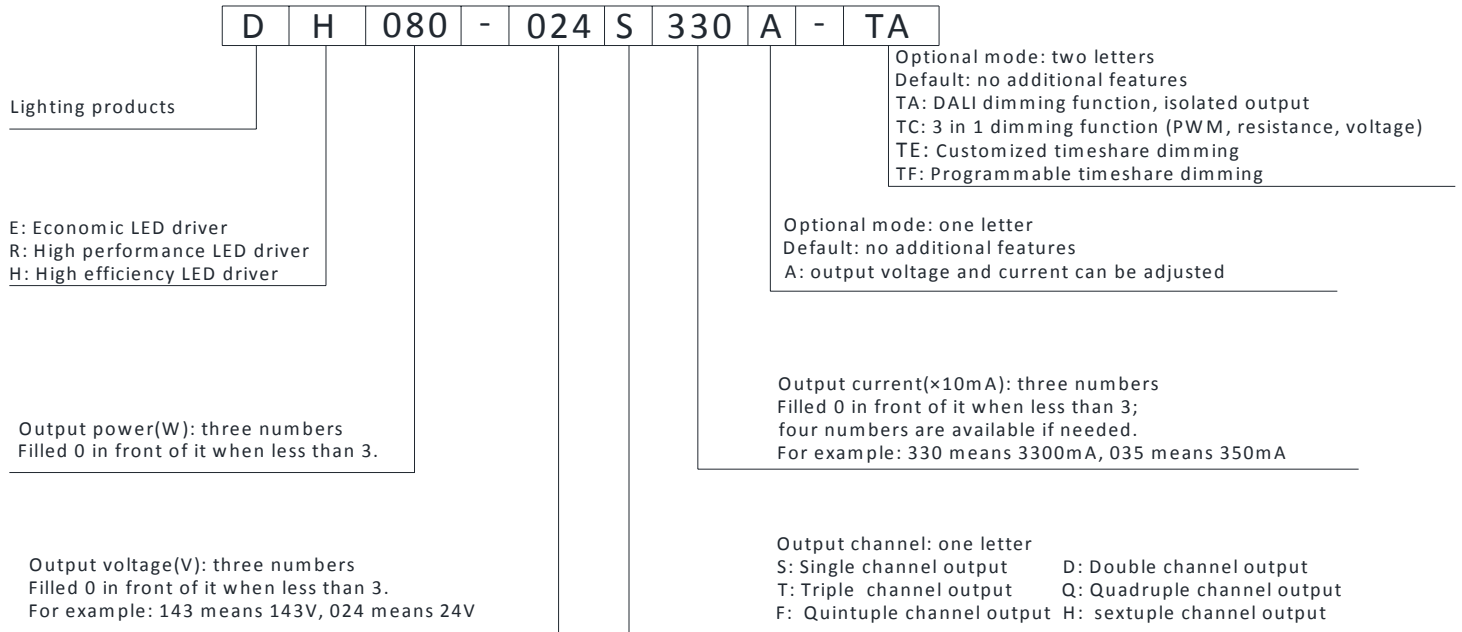 D H 080 - 024 S 330 A - TA
Optional mode: two letters
Default: no additional features
TA: DALI dimming function, isolated output
TC: 3 in 1 dimming function (PWM, resistance, voltage)
TE: Customized timeshare dimming
TF: Programmable timeshare dimming
Lighting products
E: Economic LED driver
R: High performance LED driver
H: High efficiency LED driver
Optional mode: one letter
Default: no additional features
A: output voltage and current can be adjusted
Output power(W): three numbers
Filled 0 in front of it when less than 3.
Output current(×10mA): three numbers
Filled 0 in front of it when less than 3;
four numbers are available if needed.
For example: 330 means 3300mA, 035 means 350mA
Output voltage(V): three numbers
Filled 0 in front of it when less than 3.
For example: 143 means 143V, 024 means 24V
Output channel: one letter
S: Single channel output D: Double channel output
T: Triple channel output Q: Quadruple channel output
F: Quintuple channel output H: sextuple channel output